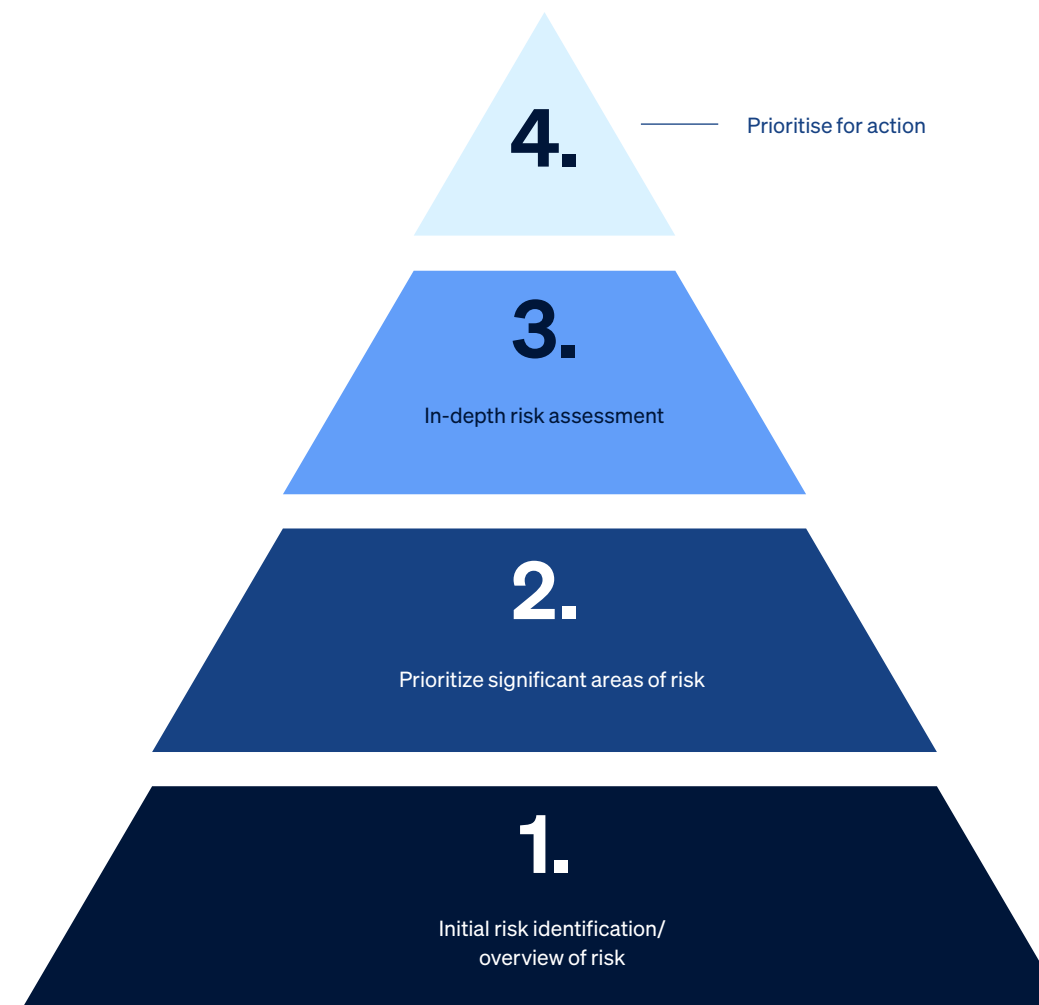 4.
Prioritise for action
3.
In-depth risk assessment
2.
Prioritize significant areas of risk
1.
Initial risk identification/
overview of risk